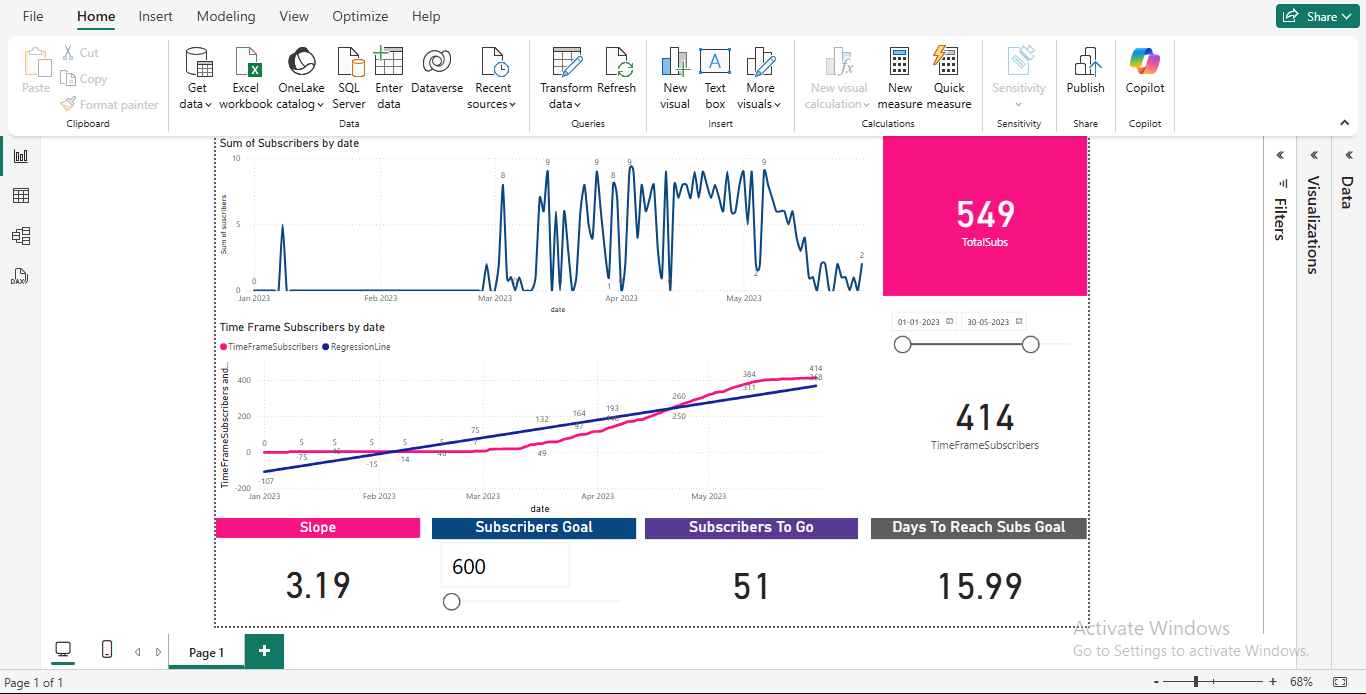 File Home Insert Modeling View Optimize Help Share
Paste
Cut
Copy
Format painter
Clipboard
Get data
Excel workbook
OneLake catalog
SQL Server
Enter data
Dataverse
Recent sources
Data
Transform data
Refresh
Queries
New visual
Text box
More visuals
Insert
New visual calculation
New measure
Quick measure
Calculations
Sensitivity
Sensitivity
Publish
Share
Copilot
Copilot
Sum of Subscribers by date
Sum of suscribers
10
5
0
0 8 9 9 8 9 1 9 2 2
Jan 2023 Feb 2023 Mar 2023 Apr 2023 May 2023
date
549
TotalSubs
01-01-2023 30-05-2023
Time Frame Subscribers by date
TimeFrameSubscribers RegressionLine
TimeFrameSubscribers and...
400
200
0
-200
0 5 5 5 5 75 132 164 193 260 384 414
-107 -75 -15 14 49 97 250 311
Jan 2023 Feb 2023 Mar 2023 Apr 2023 May 2023
date
414
TimeFrameSubscribers
Slope
3.19
Subscribers Goal
600
Subscribers To Go
51
Days To Reach Subs Goal
15.99
Filters
Visualizations
Data
DAX
Activate Windows
Go to Settings to activate Windows.
Page 1
Page 1 of 1
- + 68%